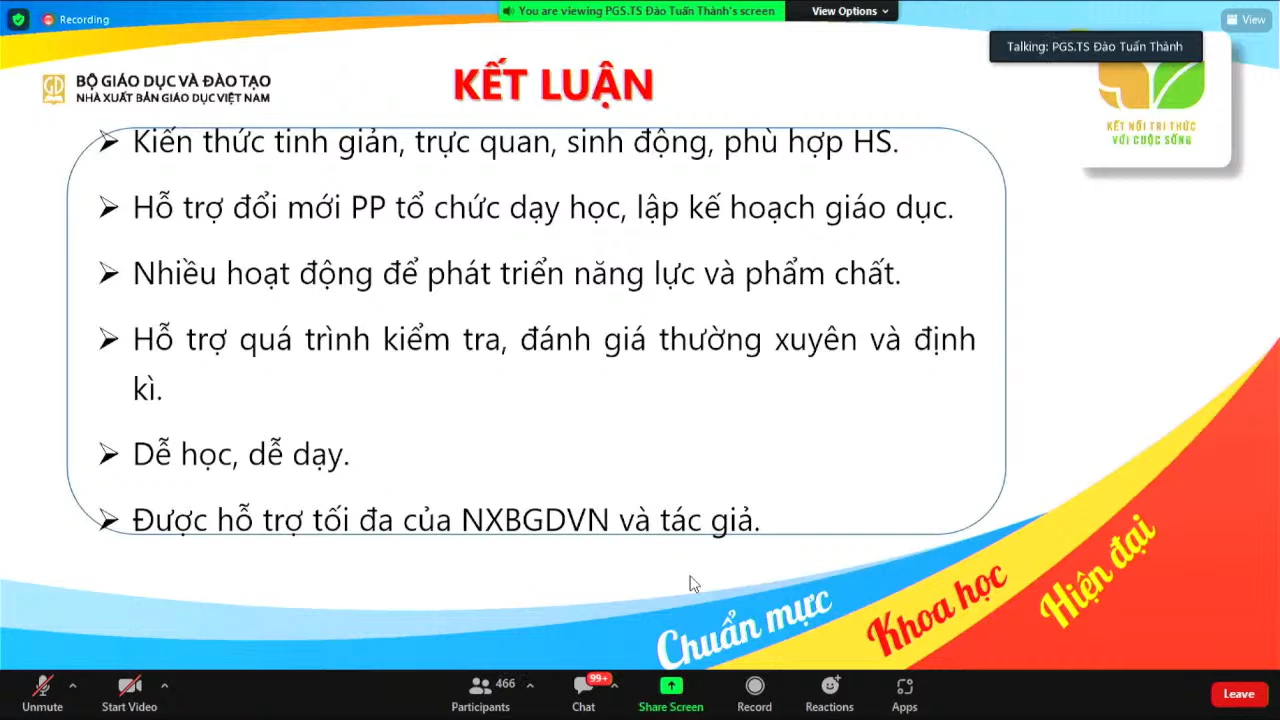 Recording
You are viewing PGS.TS Đào Tuấn Thành's screen
View Options
View
Talking: PGS.TS Đào Tuấn Thành
BỘ GIÁO DỤC VÀ ĐÀO TẠO
NHÀ XUẤT BẢN GIÁO DỤC VIỆT NAM
KẾT LUẬN
KẾT NỐI TRI THỨC
VỚI CUỘC SỐNG
➢ Kiến thức tinh giản, trực quan, sinh động, phù hợp HS.
➢ Hỗ trợ đổi mới PP tổ chức dạy học, lập kế hoạch giáo dục.
➢ Nhiều hoạt động để phát triển năng lực và phẩm chất.
➢ Hỗ trợ quá trình kiểm tra, đánh giá thường xuyên và định
kì.
➢ Dễ học, dễ dạy.
➢ Được hỗ trợ tối đa của NXBGDVN và tác giả.
Chuẩn mực
Khoa học
Hiện đại
Unmute
Start Video
466
Participants
99+
Chat
Share Screen
Record
Reactions
Apps
Leave